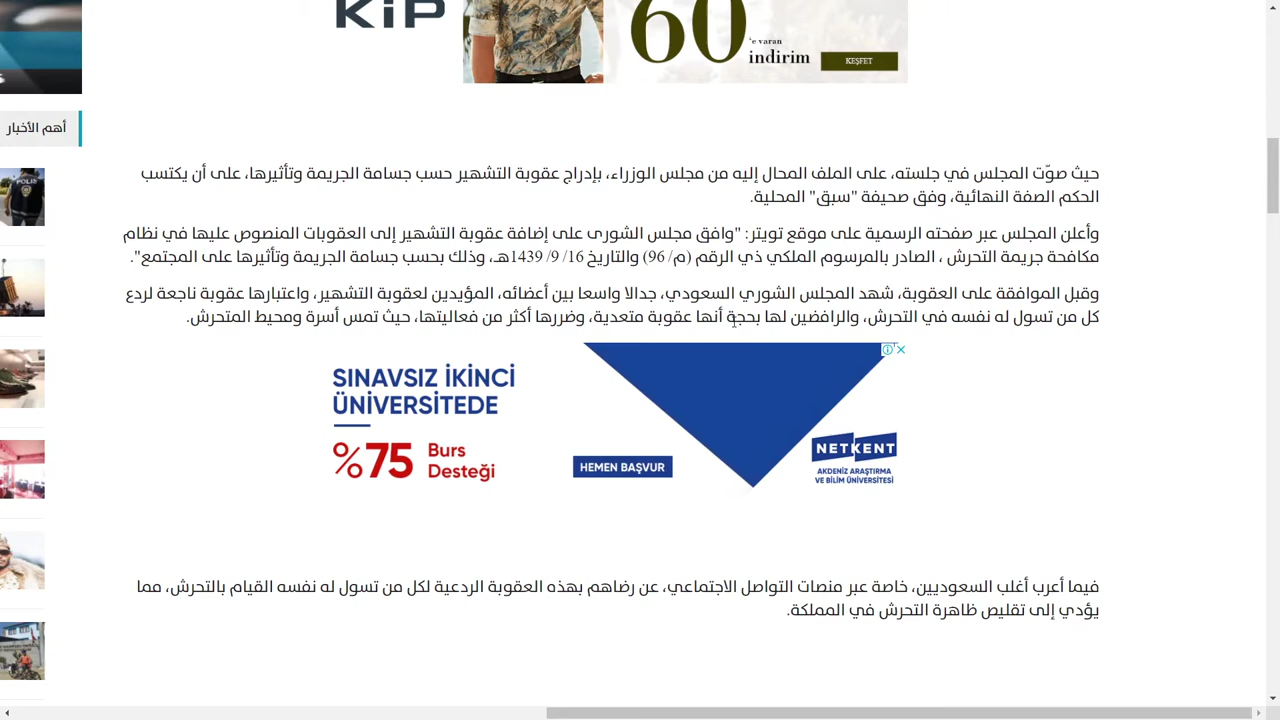 KiP
60
'e varan
indirim
KEŞFET
أهم الأخبار
POLIS
حيث صوّت المجلس في جلسته، على الملف المحال إليه من مجلس الوزراء، بإدراج عقوبة التشهير حسب جسامة الجريمة وتأثيرها، على أن يكتسب
الحكم الصفة النهائية، وفق صحيفة "سبق" المحلية.
وأعلن المجلس عبر صفحته الرسمية على موقع تويتر: "وافق مجلس الشورى على إضافة عقوبة التشهير إلى العقوبات المنصوص عليها في نظام
مكافحة جريمة التحرش ، الصادر بالمرسوم الملكي ذي الرقم (م/ 96) والتاريخ 16/ 9/ 1439هـ، وذلك بحسب جسامة الجريمة وتأثيرها على المجتمع".
وقبل الموافقة على العقوبة، شهد المجلس الشوري السعودي، جدالا واسعا بين أعضائه، المؤيدين لعقوبة التشهير، واعتبارها عقوبة ناجعة لردع
كل من تسول له نفسه في التحرش، والرافضين لها بحجة أنها عقوبة متعدية، وضررها أكثر من فعاليتها، حيث تمس أسرة ومحيط المتحرش.
SINAVSIZ İKİNCİ
ÜNİVERSİTEDE
%75 Burs
Desteği
HEMEN BAŞVUR
NETKENT
AKDENİZ ARAŞTIRMA
VE BİLİM ÜNİVERSİTESİ
فيما أعرب أغلب السعوديين، خاصة عبر منصات التواصل الاجتماعي، عن رضاهم بهذه العقوبة الردعية لكل من تسول له نفسه القيام بالتحرش، مما
يؤدي إلى تقليص ظاهرة التحرش في المملكة.